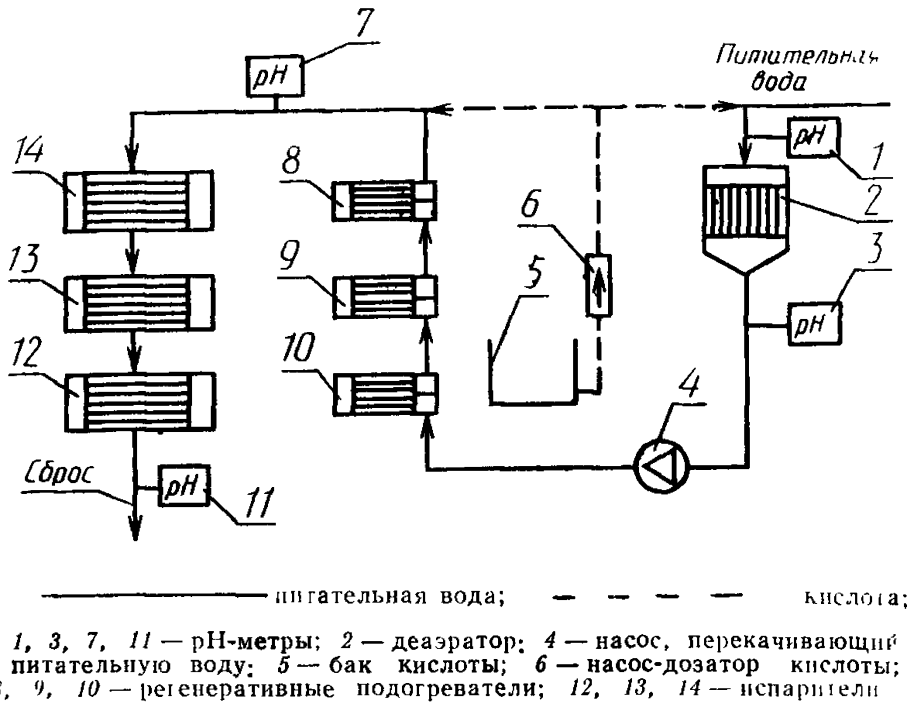 7
pH
Питательная
вода
pH
1
2
14
8
6
3
13
9
5
pH
12
10
4
Сброс
pH
11
питательная вода; кислота;
1, 3, 7, 11 — pH-метры; 2 — деаэратор; 4 — насос, перекачивающий
питательную воду; 5 — бак кислоты; 6 — насос-дозатор кислоты;
8, 9, 10 — регенеративные подогреватели; 12, 13, 14 — испарители